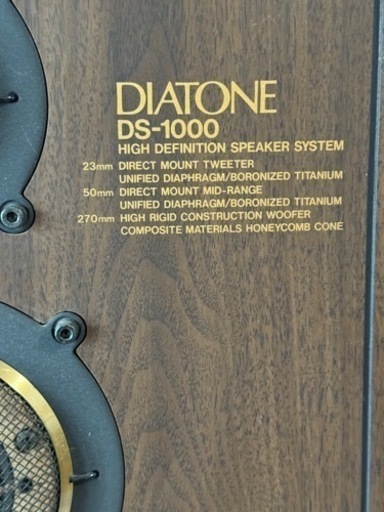 DIATONE
DS-1000
HIGH DEFINITION SPEAKER SYSTEM
23mm DIRECT MOUNT TWEETER
UNIFIED DIAPHRAGM/BORONIZED TITANIUM
50mm DIRECT MOUNT MID-RANGE
UNIFIED DIAPHRAGM/BORONIZED TITANIUM
270mm HIGH RIGID CONSTRUCTION WOOFER
COMPOSITE MATERIALS HONEYCOMB CONE